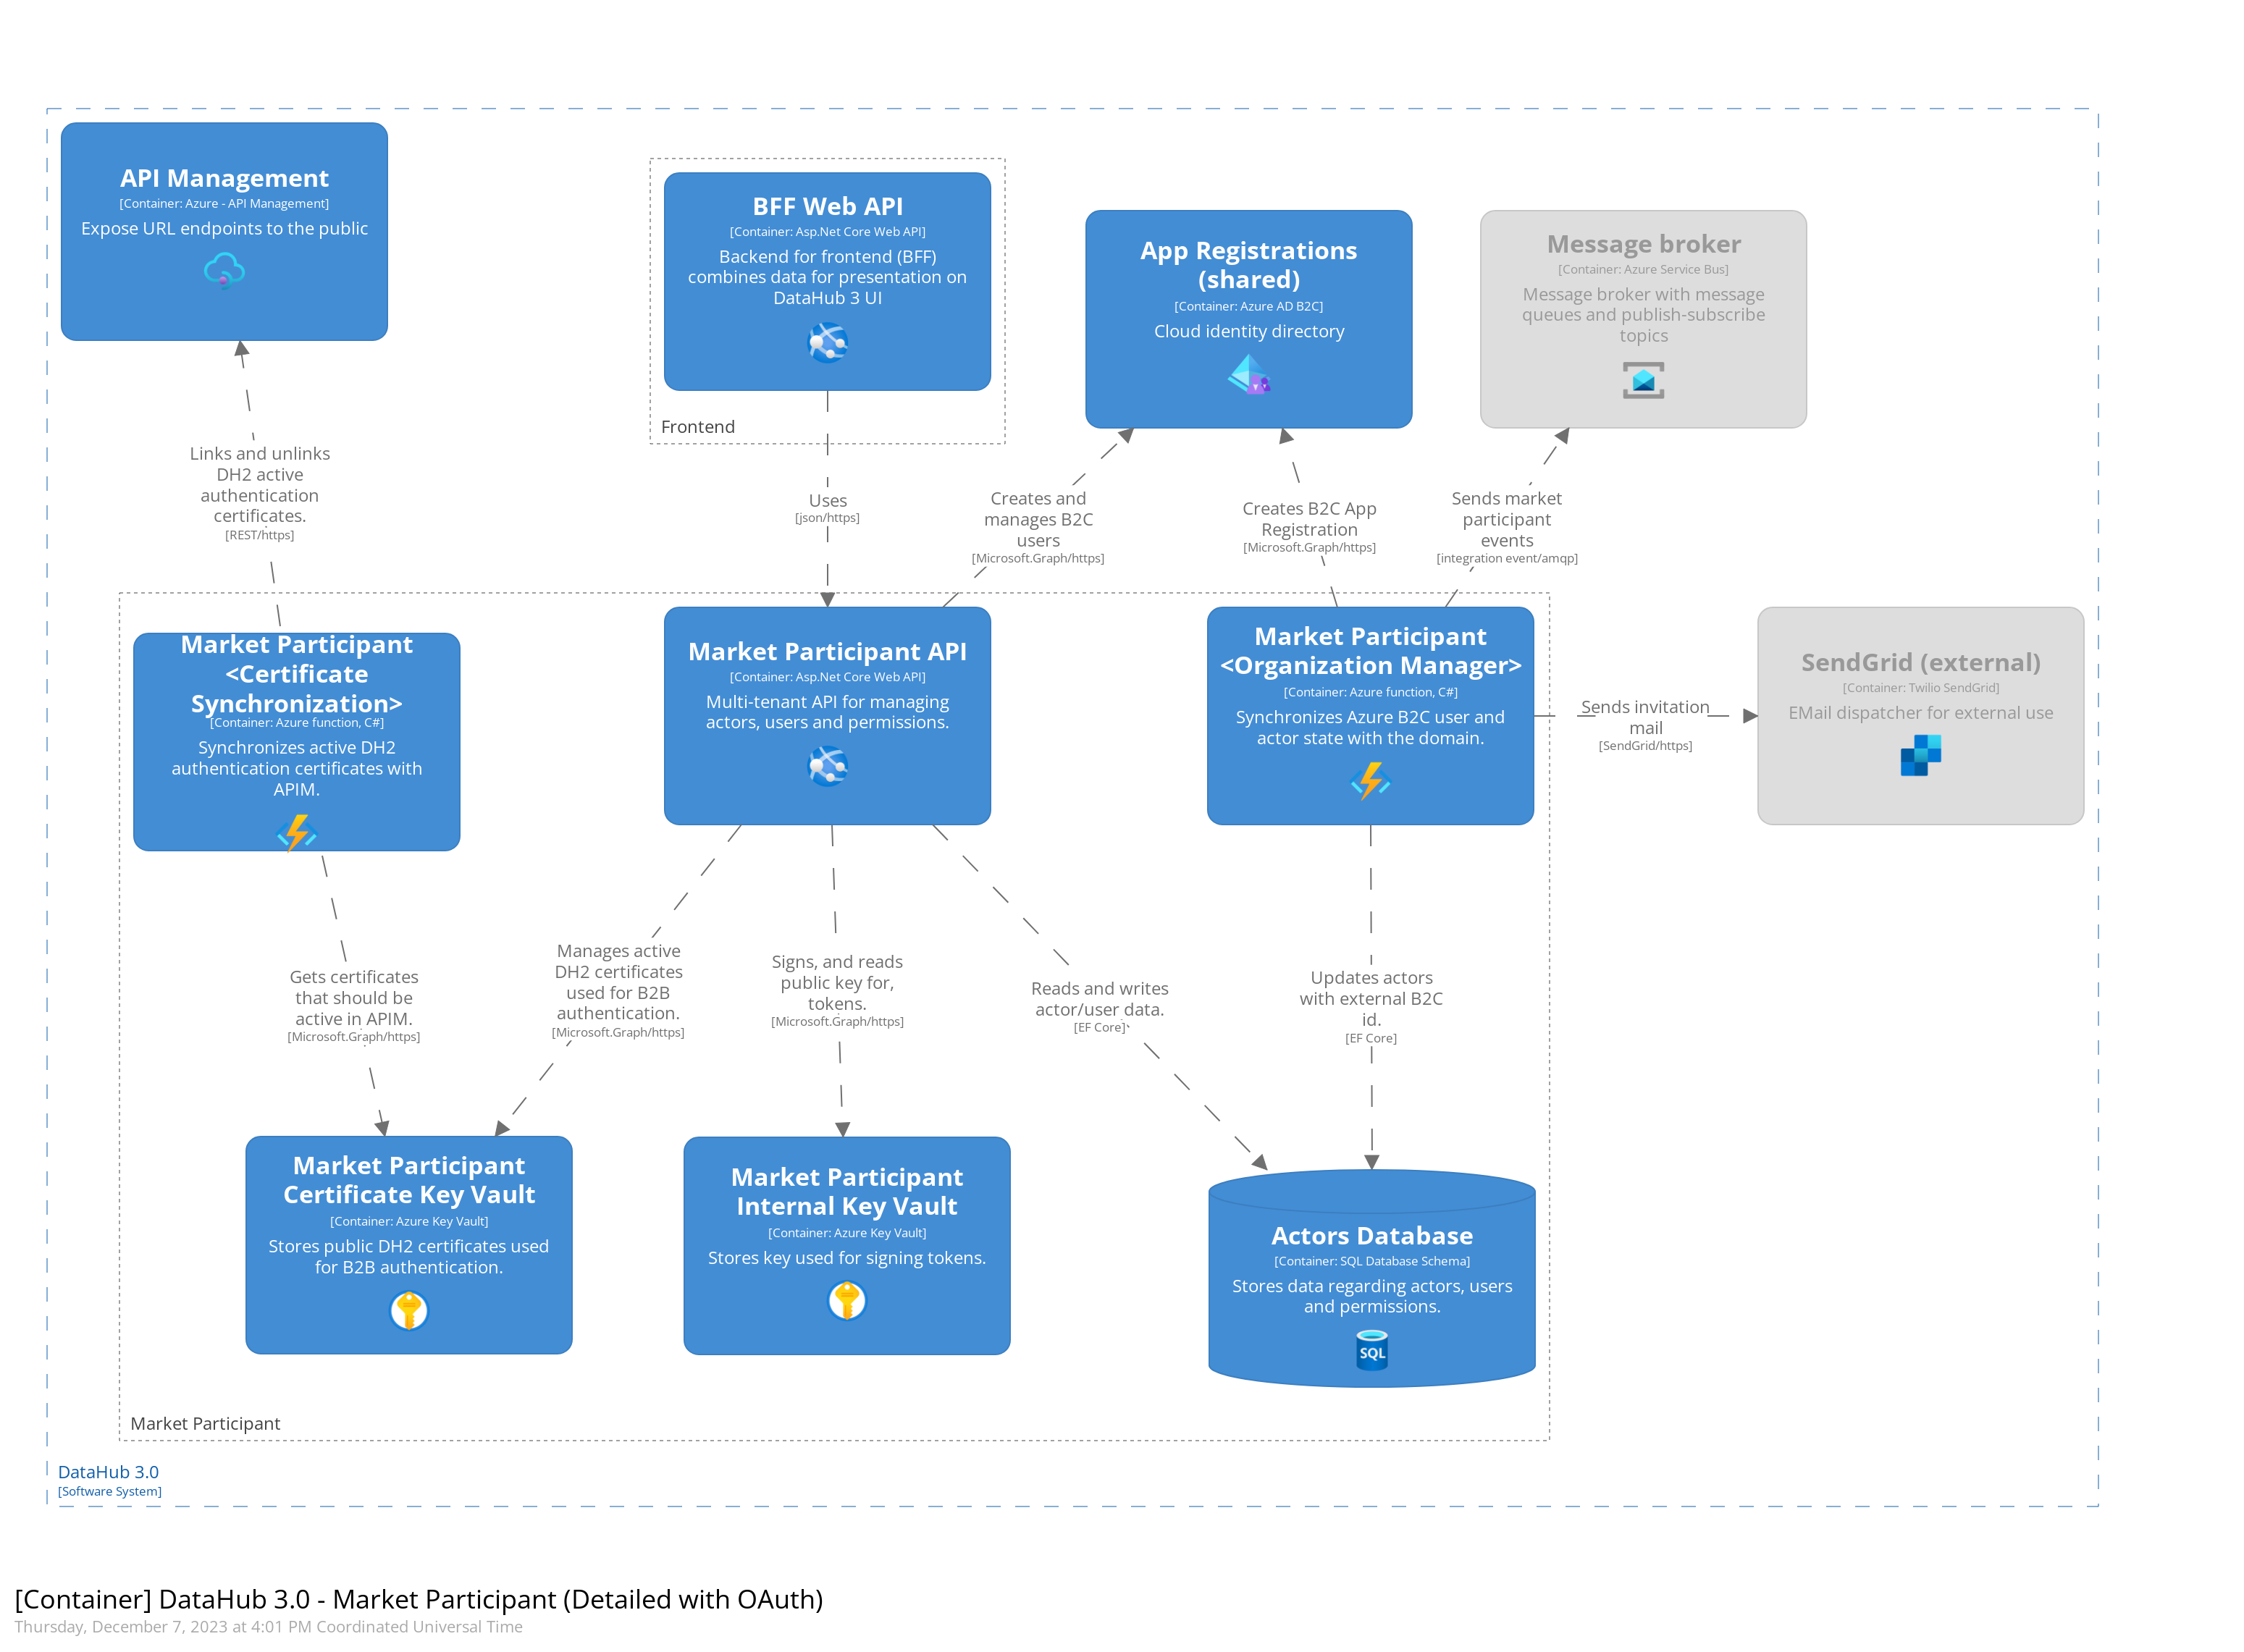 API Management
[Container: Azure - API Management]
Expose URL endpoints to the public
BFF Web API
[Container: Asp.Net Core Web API]
Backend for frontend (BFF)
combines data for presentation on
DataHub 3 UI
Frontend
App Registrations
(shared)
[Container: Azure AD B2C]
Cloud identity directory
Message broker
[Container: Azure Service Bus]
Message broker with message
queues and publish-subscribe
topics
Links and unlinks
DH2 active
authentication
certificates.
[REST/https]
Uses
[json/https]
Creates and
manages B2C
users
[Microsoft.Graph/https]
Creates B2C App
Registration
[Microsoft.Graph/https]
Sends market
participant
events
[integration event/amqp]
Market Participant
<Certificate
Synchronization>
[Container: Azure function, C#]
Synchronizes active DH2
authentication certificates with
APIM.
Market Participant API
[Container: Asp.Net Core Web API]
Multi-tenant API for managing
actors, users and permissions.
Market Participant
<Organization Manager>
[Container: Azure function, C#]
Synchronizes Azure B2C user and
actor state with the domain.
Sends invitation
mail
[SendGrid/https]
SendGrid (external)
[Container: Twilio SendGrid]
EMail dispatcher for external use
Gets certificates
that should be
active in APIM.
[Microsoft.Graph/https]
Manages active
DH2 certificates
used for B2B
authentication.
[Microsoft.Graph/https]
Signs, and reads
public key for,
tokens.
[Microsoft.Graph/https]
Reads and writes
actor/user data.
[EF Core]
Updates actors
with external B2C
id.
[EF Core]
Market Participant
Certificate Key Vault
[Container: Azure Key Vault]
Stores public DH2 certificates used
for B2B authentication.
Market Participant
Internal Key Vault
[Container: Azure Key Vault]
Stores key used for signing tokens.
Actors Database
[Container: SQL Database Schema]
Stores data regarding actors, users
and permissions.
SQL
Market Participant
DataHub 3.0
[Software System]
[Container] DataHub 3.0 - Market Participant (Detailed with OAuth)
Thursday, December 7, 2023 at 4:01 PM Coordinated Universal Time